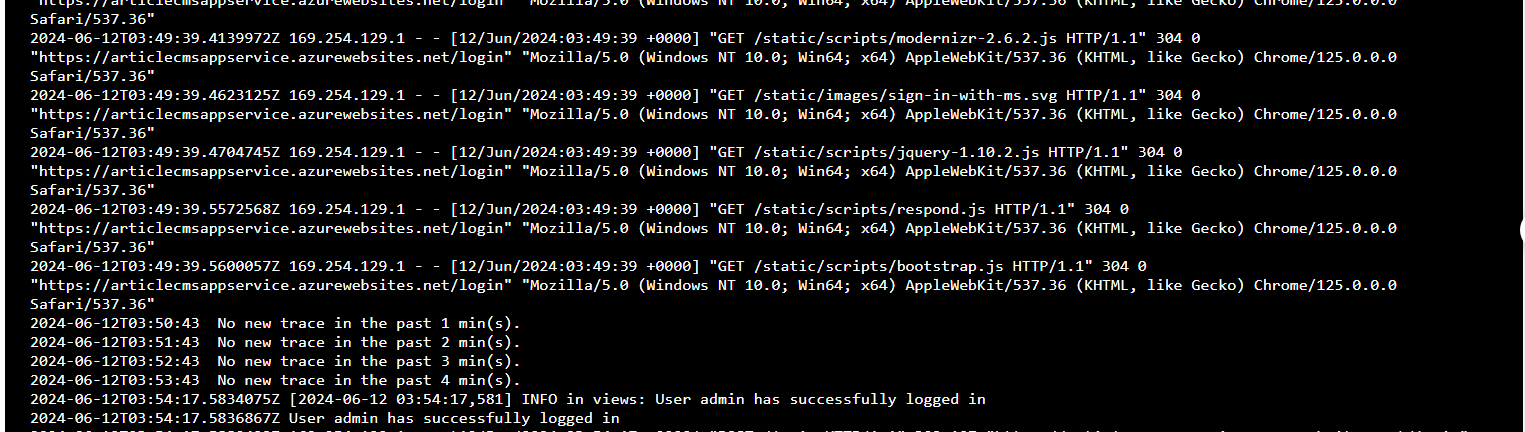 "https://articlecmsappservice.azurewebsites.net/login" "Mozilla/5.0 (Windows NT 10.0; Win64; x64) AppleWebKit/537.36 (KHTML, like Gecko) Chrome/125.0.0.0
Safari/537.36"
2024-06-12T03:49:39.4139972Z 169.254.129.1 - - [12/Jun/2024:03:49:39 +0000] "GET /static/scripts/modernizr-2.6.2.js HTTP/1.1" 304 0
"https://articlecmsappservice.azurewebsites.net/login" "Mozilla/5.0 (Windows NT 10.0; Win64; x64) AppleWebKit/537.36 (KHTML, like Gecko) Chrome/125.0.0.0
Safari/537.36"
2024-06-12T03:49:39.4623125Z 169.254.129.1 - - [12/Jun/2024:03:49:39 +0000] "GET /static/images/sign-in-with-ms.svg HTTP/1.1" 304 0
"https://articlecmsappservice.azurewebsites.net/login" "Mozilla/5.0 (Windows NT 10.0; Win64; x64) AppleWebKit/537.36 (KHTML, like Gecko) Chrome/125.0.0.0
Safari/537.36"
2024-06-12T03:49:39.4704745Z 169.254.129.1 - - [12/Jun/2024:03:49:39 +0000] "GET /static/scripts/jquery-1.10.2.js HTTP/1.1" 304 0
"https://articlecmsappservice.azurewebsites.net/login" "Mozilla/5.0 (Windows NT 10.0; Win64; x64) AppleWebKit/537.36 (KHTML, like Gecko) Chrome/125.0.0.0
Safari/537.36"
2024-06-12T03:49:39.5572568Z 169.254.129.1 - - [12/Jun/2024:03:49:39 +0000] "GET /static/scripts/respond.js HTTP/1.1" 304 0
"https://articlecmsappservice.azurewebsites.net/login" "Mozilla/5.0 (Windows NT 10.0; Win64; x64) AppleWebKit/537.36 (KHTML, like Gecko) Chrome/125.0.0.0
Safari/537.36"
2024-06-12T03:49:39.5600057Z 169.254.129.1 - - [12/Jun/2024:03:49:39 +0000] "GET /static/scripts/bootstrap.js HTTP/1.1" 304 0
"https://articlecmsappservice.azurewebsites.net/login" "Mozilla/5.0 (Windows NT 10.0; Win64; x64) AppleWebKit/537.36 (KHTML, like Gecko) Chrome/125.0.0.0
Safari/537.36"
2024-06-12T03:50:43  No new trace in the past 1 min(s).
2024-06-12T03:51:43  No new trace in the past 2 min(s).
2024-06-12T03:52:43  No new trace in the past 3 min(s).
2024-06-12T03:53:43  No new trace in the past 4 min(s).
2024-06-12T03:54:17.5834075Z [2024-06-12 03:54:17,581] INFO in views: User admin has successfully logged in
2024-06-12T03:54:17.5836867Z User admin has successfully logged in